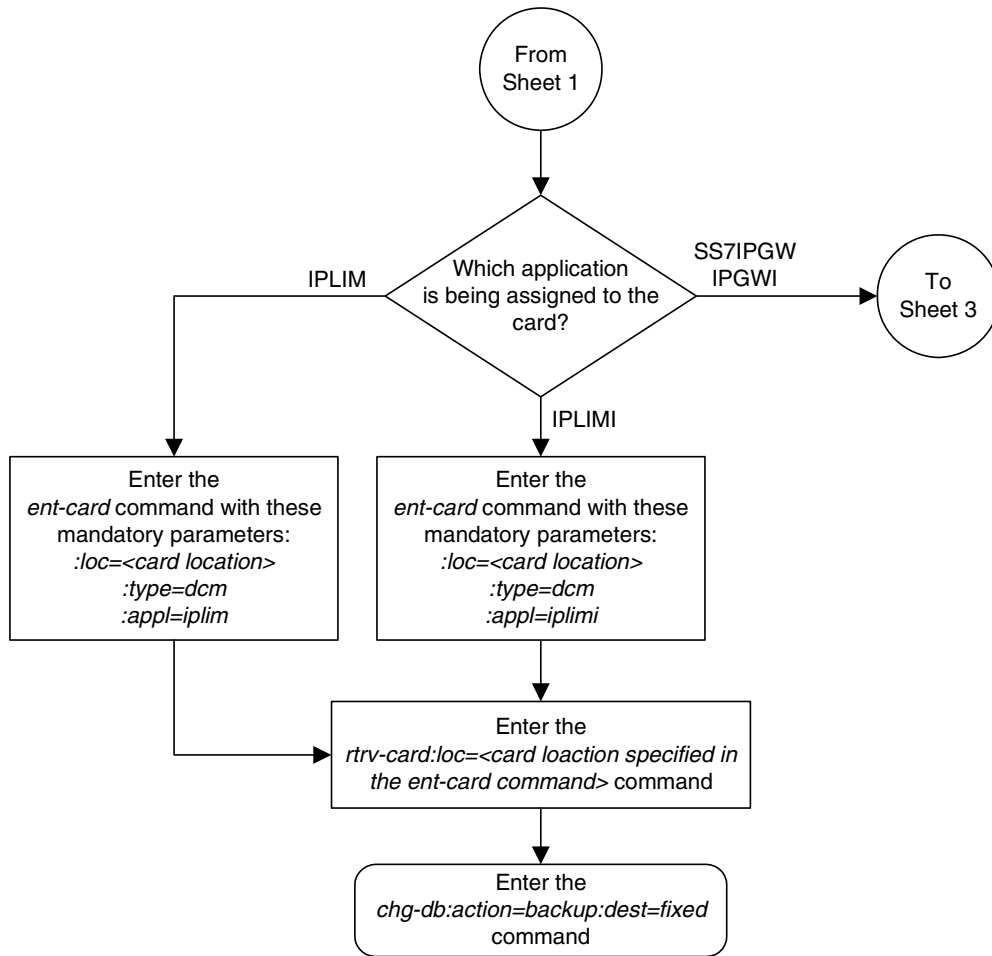 From
Sheet 1
Which application
is being assigned to the
card?
SS7IPGW
IPGWI
To
Sheet 3
IPLIM
IPLIMI
Enter the
ent-card command with these
mandatory parameters:
:loc=<card location>
:type=dcm
:appl=iplim
Enter the
ent-card command with these
mandatory parameters:
:loc=<card location>
:type=dcm
:appl=iplimi
Enter the
rtrv-card:loc=<card loaction specified in
the ent-card command> command
Enter the
chg-db:action=backup:dest=fixed
command